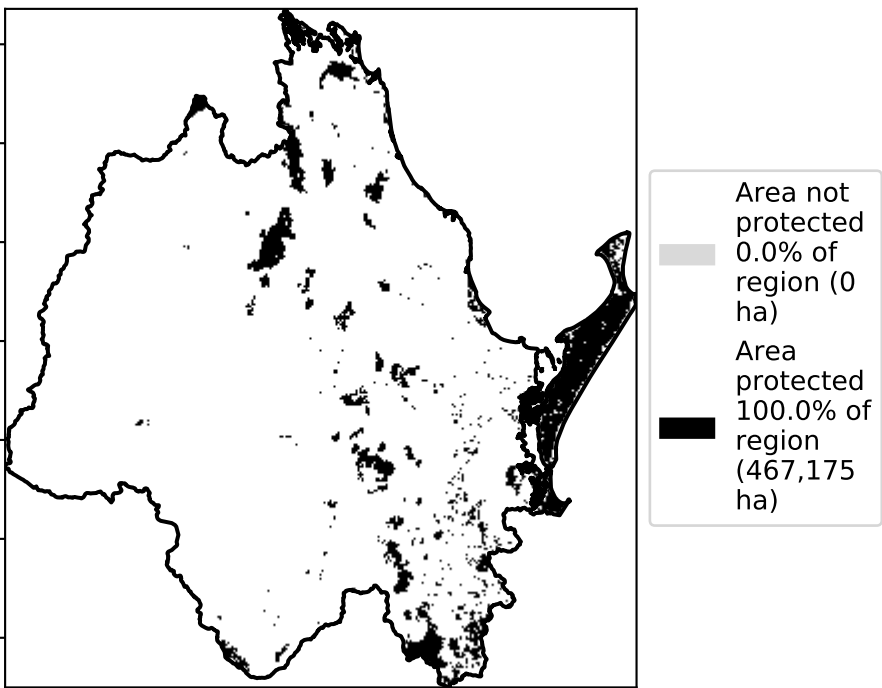 Area not
protected
0.0% of
region (0
ha)
Area
protected
100.0% of
region
(467,175
ha)